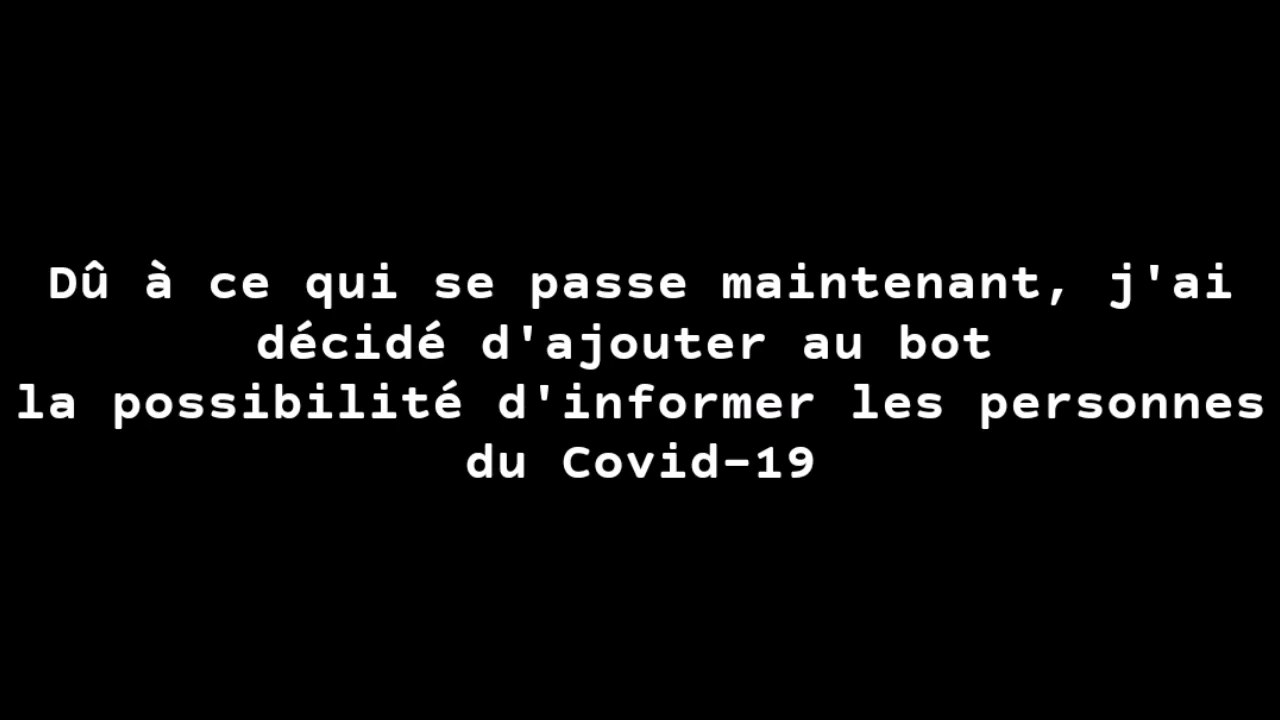 Dû à ce qui se passe maintenant, j'ai
décidé d'ajouter au bot
la possibilité d'informer les personnes
du Covid-19